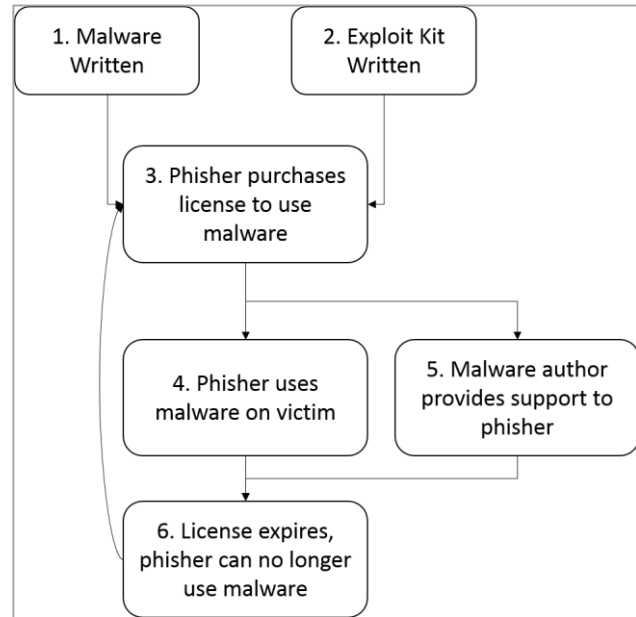 1. Malware
Written
2. Exploit Kit
Written
3. Phisher purchases
license to use
malware
4. Phisher uses
malware on victim
5. Malware author
provides support to
phisher
6. License expires,
phisher can no longer
use malware